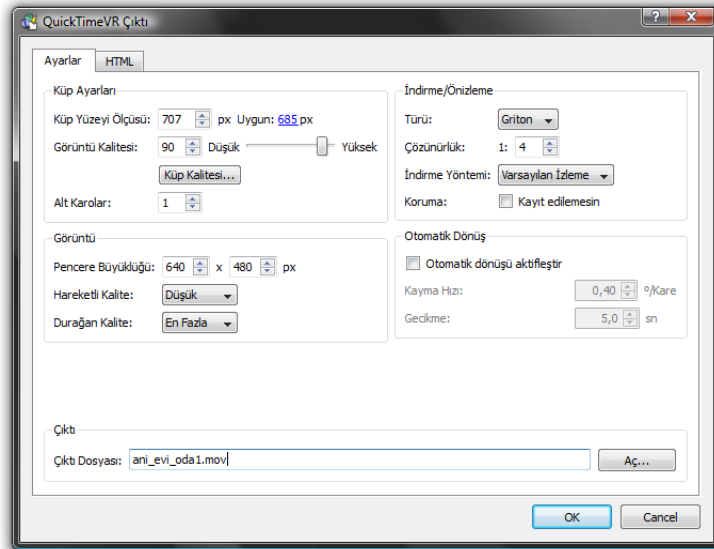 QuickTimeVR Çıktı
Ayarlar HTML
Küp Ayarları
Küp Yüzeyi Ölçüsü: 707 px Uygun: 685 px
Görüntü Kalitesi: 90 Düşük Yüksek
Küp Kalitesi...
Alt Karolar: 1
İndirme/Önizleme
Türü: Griton
Çözünürlük: 1: 4
İndirme Yöntemi: Varsayılan İzleme
Koruma: Kayıt edilemesin
Görüntü
Pencere Büyüklüğü: 640 x 480 px
Hareketli Kalite: Düşük
Durağan Kalite: En Fazla
Otomatik Dönüş
Otomatik dönüşü aktifleştir
Kayma Hızı: 0,40 º/Kare
Gecikme: 5,0 sn
Çıktı
Çıktı Dosyası: ani_evi_oda1.mov Aç...
OK Cancel